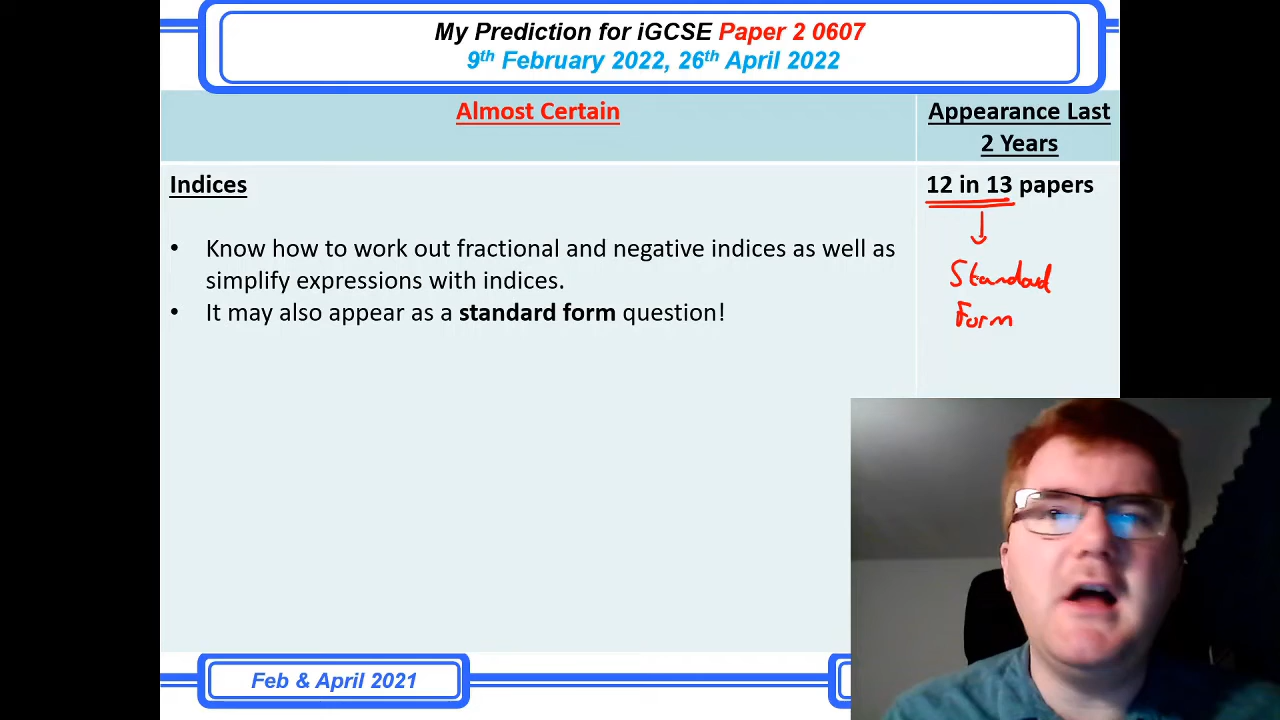 My Prediction for iGCSE Paper 2 0607
9th February 2022, 26th April 2022
Almost Certain
Appearance Last
2 Years
Indices
12 in 13 papers
• Know how to work out fractional and negative indices as well as
simplify expressions with indices.
• It may also appear as a standard form question!
Standard
Form
Feb & April 2021